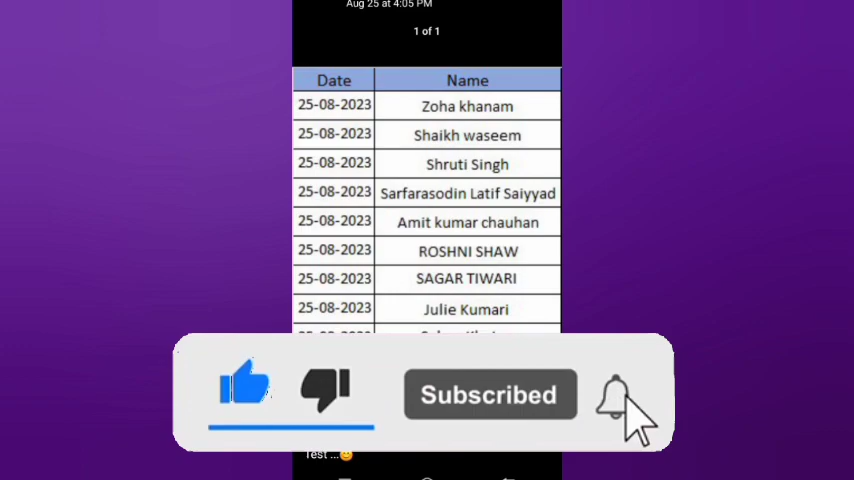 Aug 25 at 4:05 PM
1 of 1
Date Name
25-08-2023 Zoha khanam
25-08-2023 Shaikh waseem
25-08-2023 Shruti Singh
25-08-2023 Sarfarasodin Latif Saiyyad
25-08-2023 Amit kumar chauhan
25-08-2023 ROSHNI SHAW
25-08-2023 SAGAR TIWARI
25-08-2023 Julie Kumari
Subscribed
Test ...😊